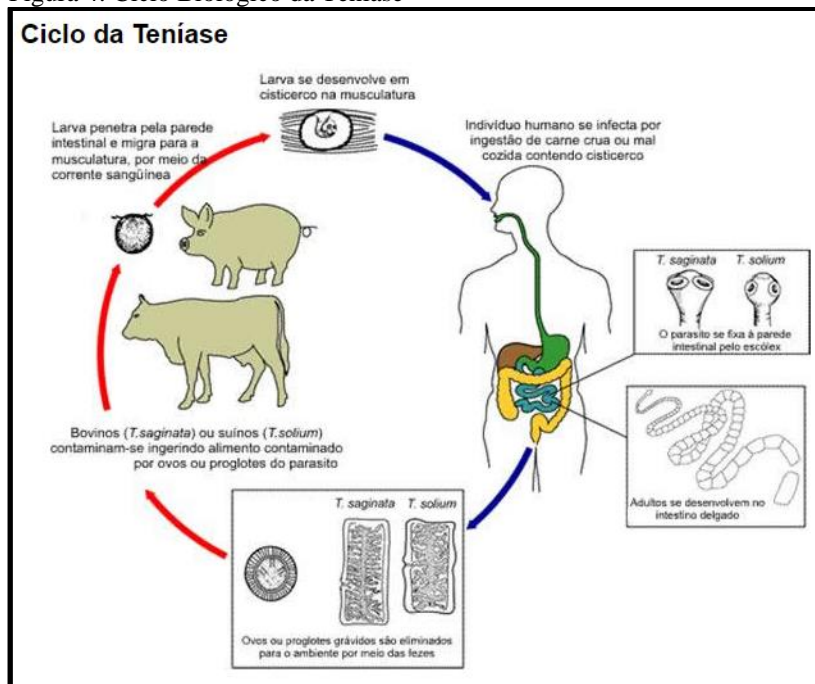 Ciclo da Teníase
Larva se desenvolve em
cisticerco na musculatura
Larva penetra pela parede
intestinal e migra para a
musculatura, por meio da
corrente sangüínea
Indivíduo humano se infecta por
ingestão de carne crua ou mal
cozida contendo cisticerco
T. saginata T. solium
O parasito se fixa à parede
intestinal pelo escólex
Adultos se desenvolvem no
intestino delgado
Bovinos (T.saginata) ou suínos (T.solium)
contaminam-se ingerindo alimento contaminado
por ovos ou proglotes do parasito
T. saginata T. solium
Ovos ou proglotes grávidos são eliminados
para o ambiente por meio das fezes